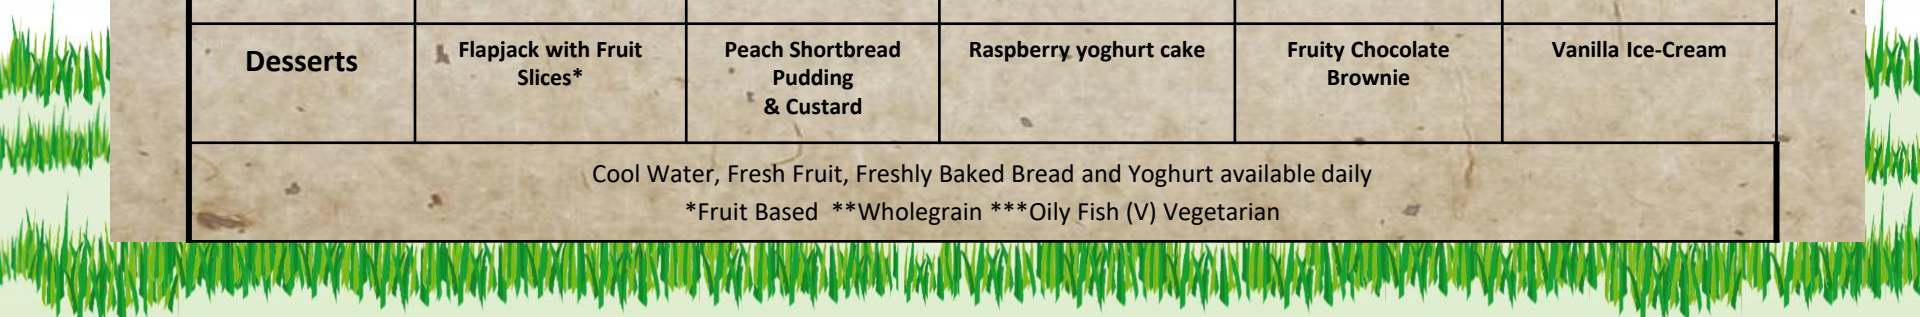 Desserts
Flapjack with Fruit
Slices*
Peach Shortbread
Pudding
& Custard
Raspberry yoghurt cake
Fruity Chocolate
Brownie
Vanilla Ice-Cream
Cool Water, Fresh Fruit, Freshly Baked Bread and Yoghurt available daily
*Fruit Based  **Wholegrain ***Oily Fish (V) Vegetarian